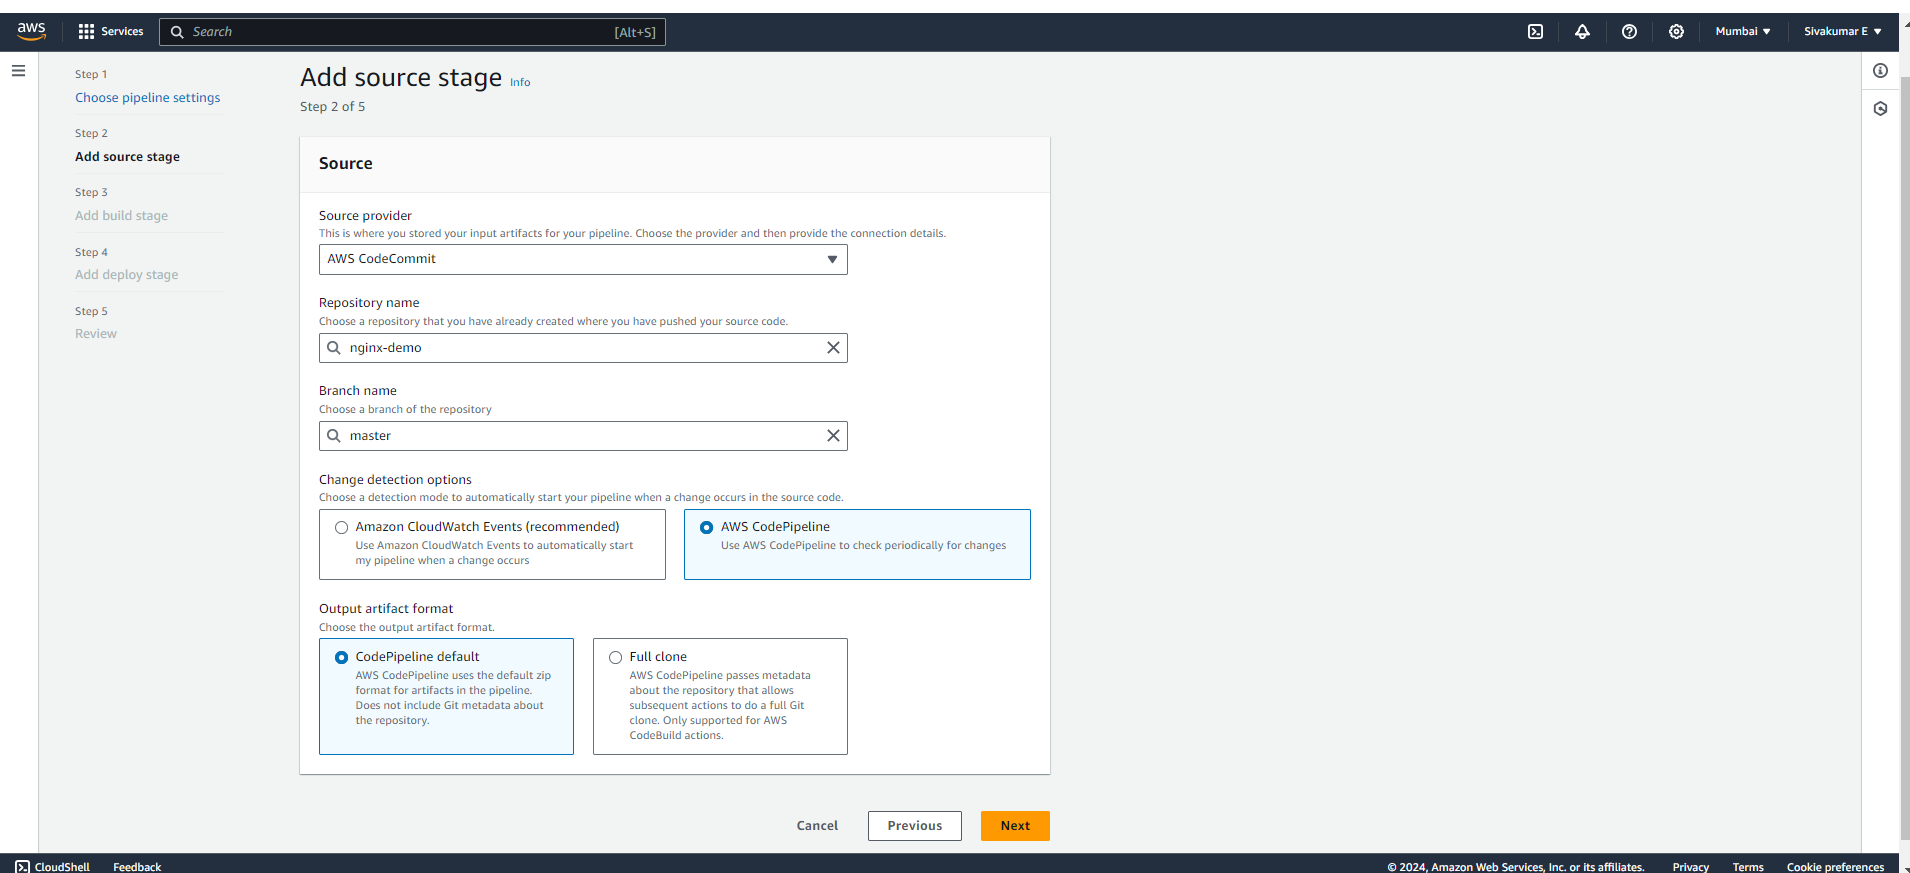 aws
Services
Search [Alt+S]
Mumbai ▼
Sivakumar E ▼
Step 1
Choose pipeline settings
Step 2
Add source stage
Step 3
Add build stage
Step 4
Add deploy stage
Step 5
Review
Add source stage Info
Step 2 of 5
Source
Source provider
This is where you stored your input artifacts for your pipeline. Choose the provider and then provide the connection details.
AWS CodeCommit
Repository name
Choose a repository that you have already created where you have pushed your source code.
nginx-demo
Branch name
Choose a branch of the repository
master
Change detection options
Choose a detection mode to automatically start your pipeline when a change occurs in the source code.
Amazon CloudWatch Events (recommended)
Use Amazon CloudWatch Events to automatically start
my pipeline when a change occurs
AWS CodePipeline
Use AWS CodePipeline to check periodically for changes
Output artifact format
Choose the output artifact format.
CodePipeline default
AWS CodePipeline uses the default zip
format for artifacts in the pipeline.
Does not include Git metadata about
the repository.
Full clone
AWS CodePipeline passes metadata
about the repository that allows
subsequent actions to do a full Git
clone. Only supported for AWS
CodeBuild actions.
Cancel
Previous
Next
CloudShell
Feedback
© 2024, Amazon Web Services, Inc. or its affiliates.
Privacy
Terms
Cookie preferences